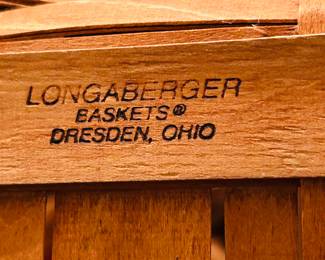 LONGABERGER
BASKETS®
DRESDEN, OHIO